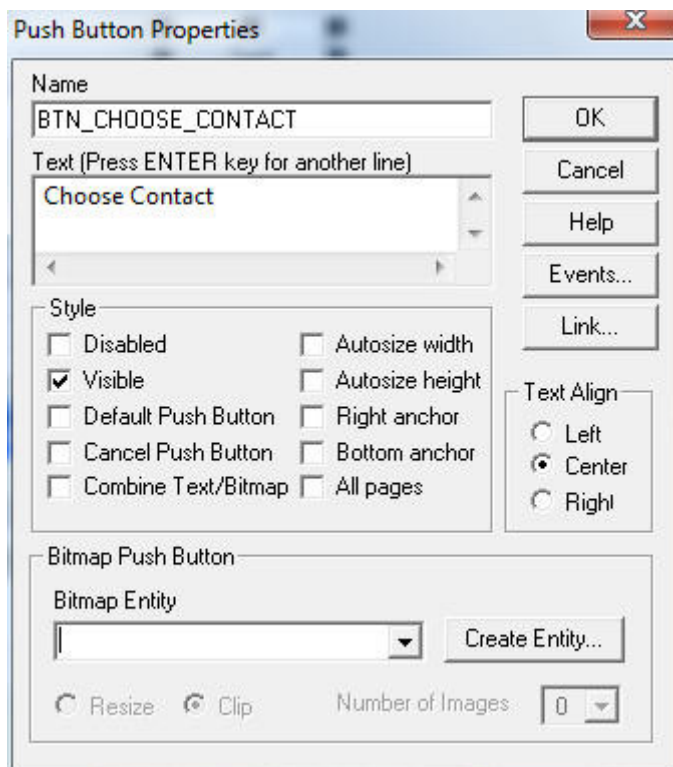 Push Button Properties
Name
BTN_CHOOSE_CONTACT
OK
Text (Press ENTER key for another line)
Choose Contact
Cancel
Help
Events...
Link...
Style
Disabled
Autosize width
Visible
Autosize height
Default Push Button
Right anchor
Cancel Push Button
Bottom anchor
Combine Text/Bitmap
All pages
Text Align
Left
Center
Right
Bitmap Push Button
Bitmap Entity
Create Entity...
Resize
Clip
Number of Images
0